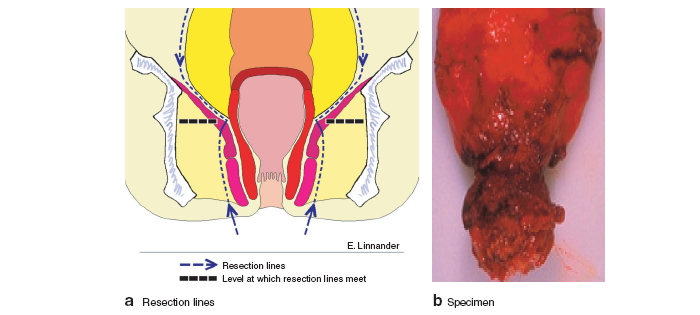 E. Linnander
Resection lines
Level at which resection lines meet
a Resection lines
b Specimen